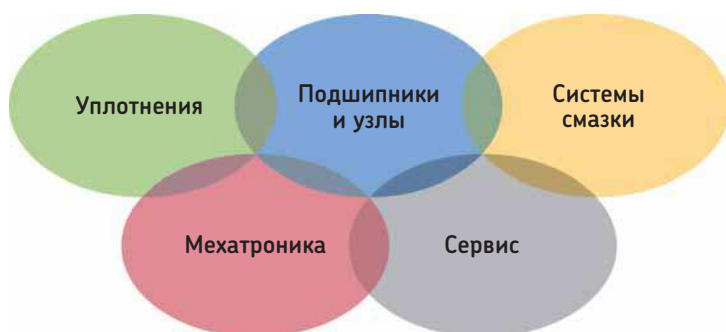 Уплотнения
Подшипники
и узлы
Системы
смазки
Мехатроника
Сервис